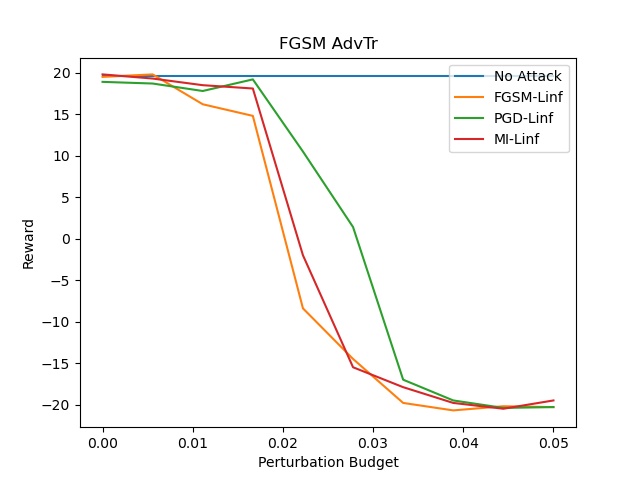 FGSM AdvTr
No Attack
FGSM-Linf
PGD-Linf
MI-Linf
20
15
10
5
0
−5
−10
−15
−20
Reward
0.00 0.01 0.02 0.03 0.04 0.05
Perturbation Budget